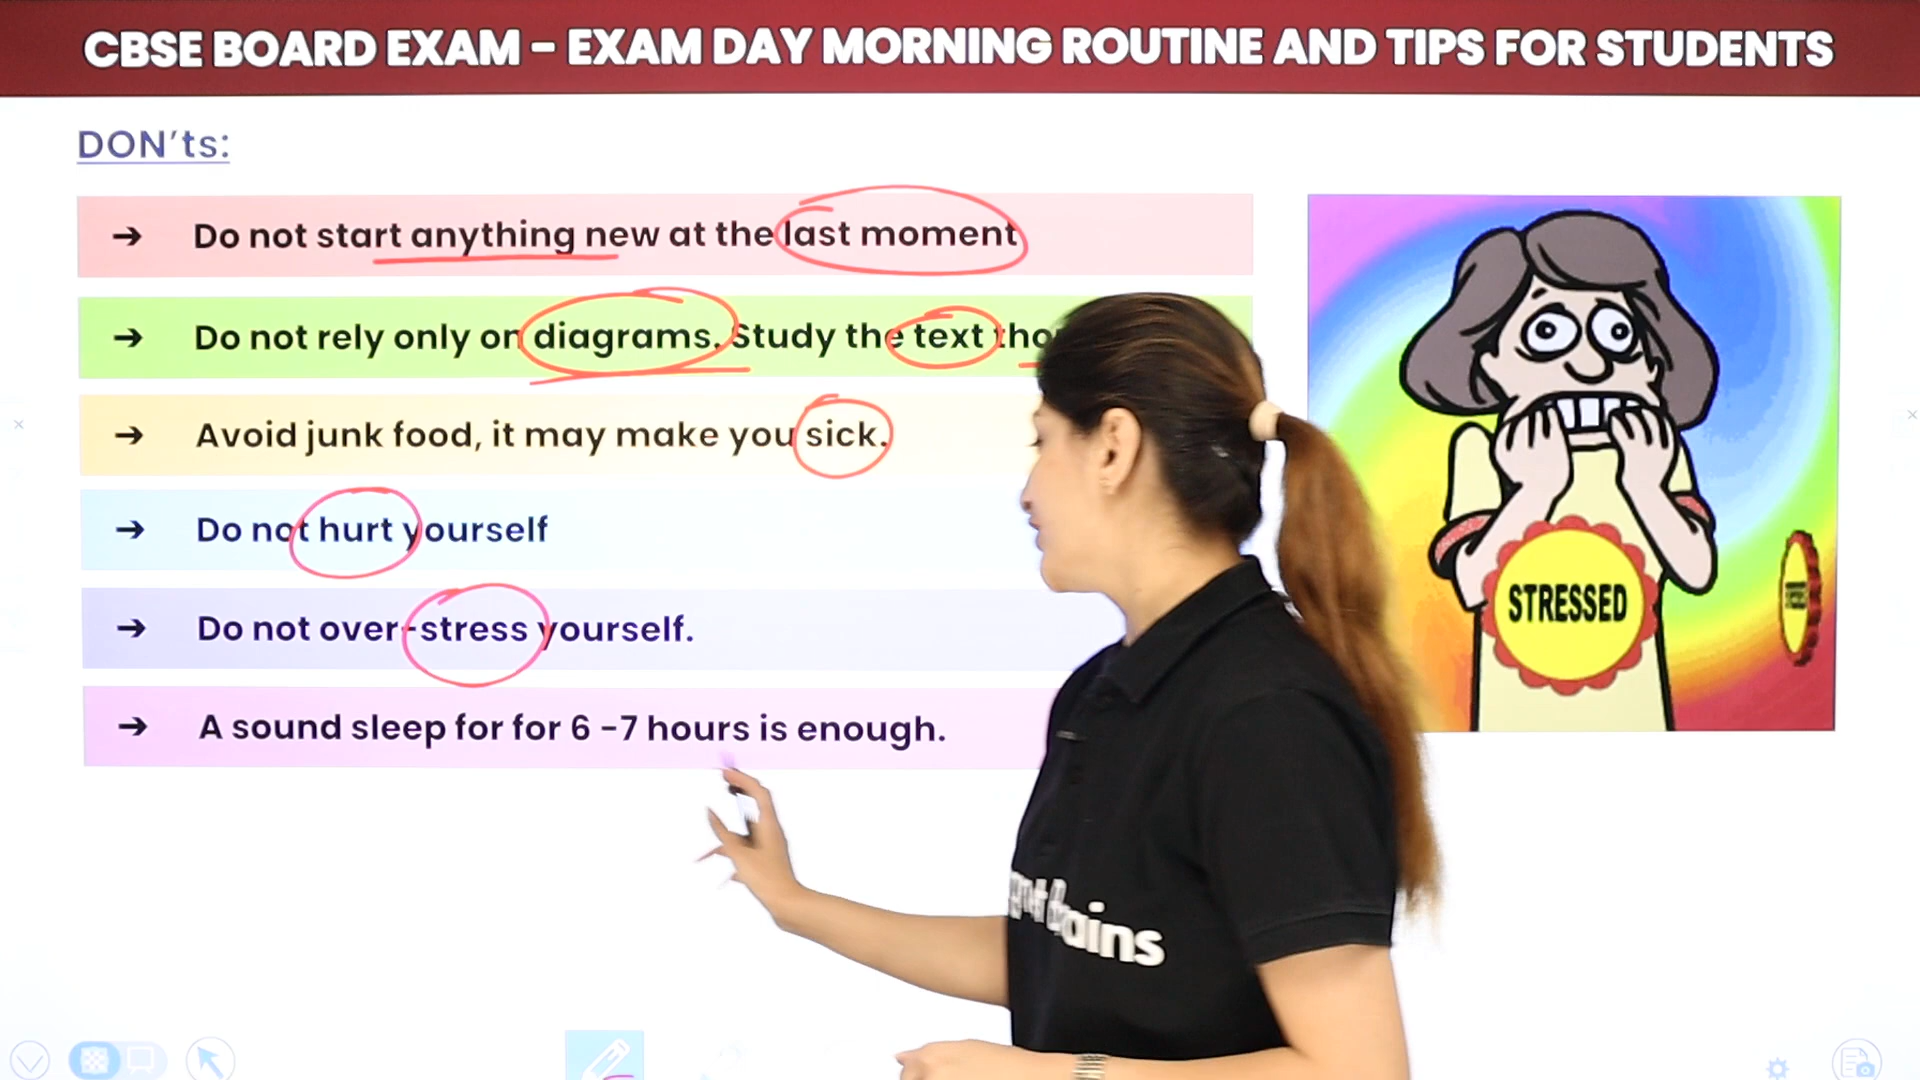 CBSE BOARD EXAM - EXAM DAY MORNING ROUTINE AND TIPS FOR STUDENTS
DON'ts:
➔ Do not start anything new at the last moment
➔ Do not rely only on diagrams. Study the text
➔ Avoid junk food, it may make you sick.
➔ Do not hurt yourself
➔ Do not over-stress yourself.
➔ A sound sleep for for 6 -7 hours is enough.
STRESSED